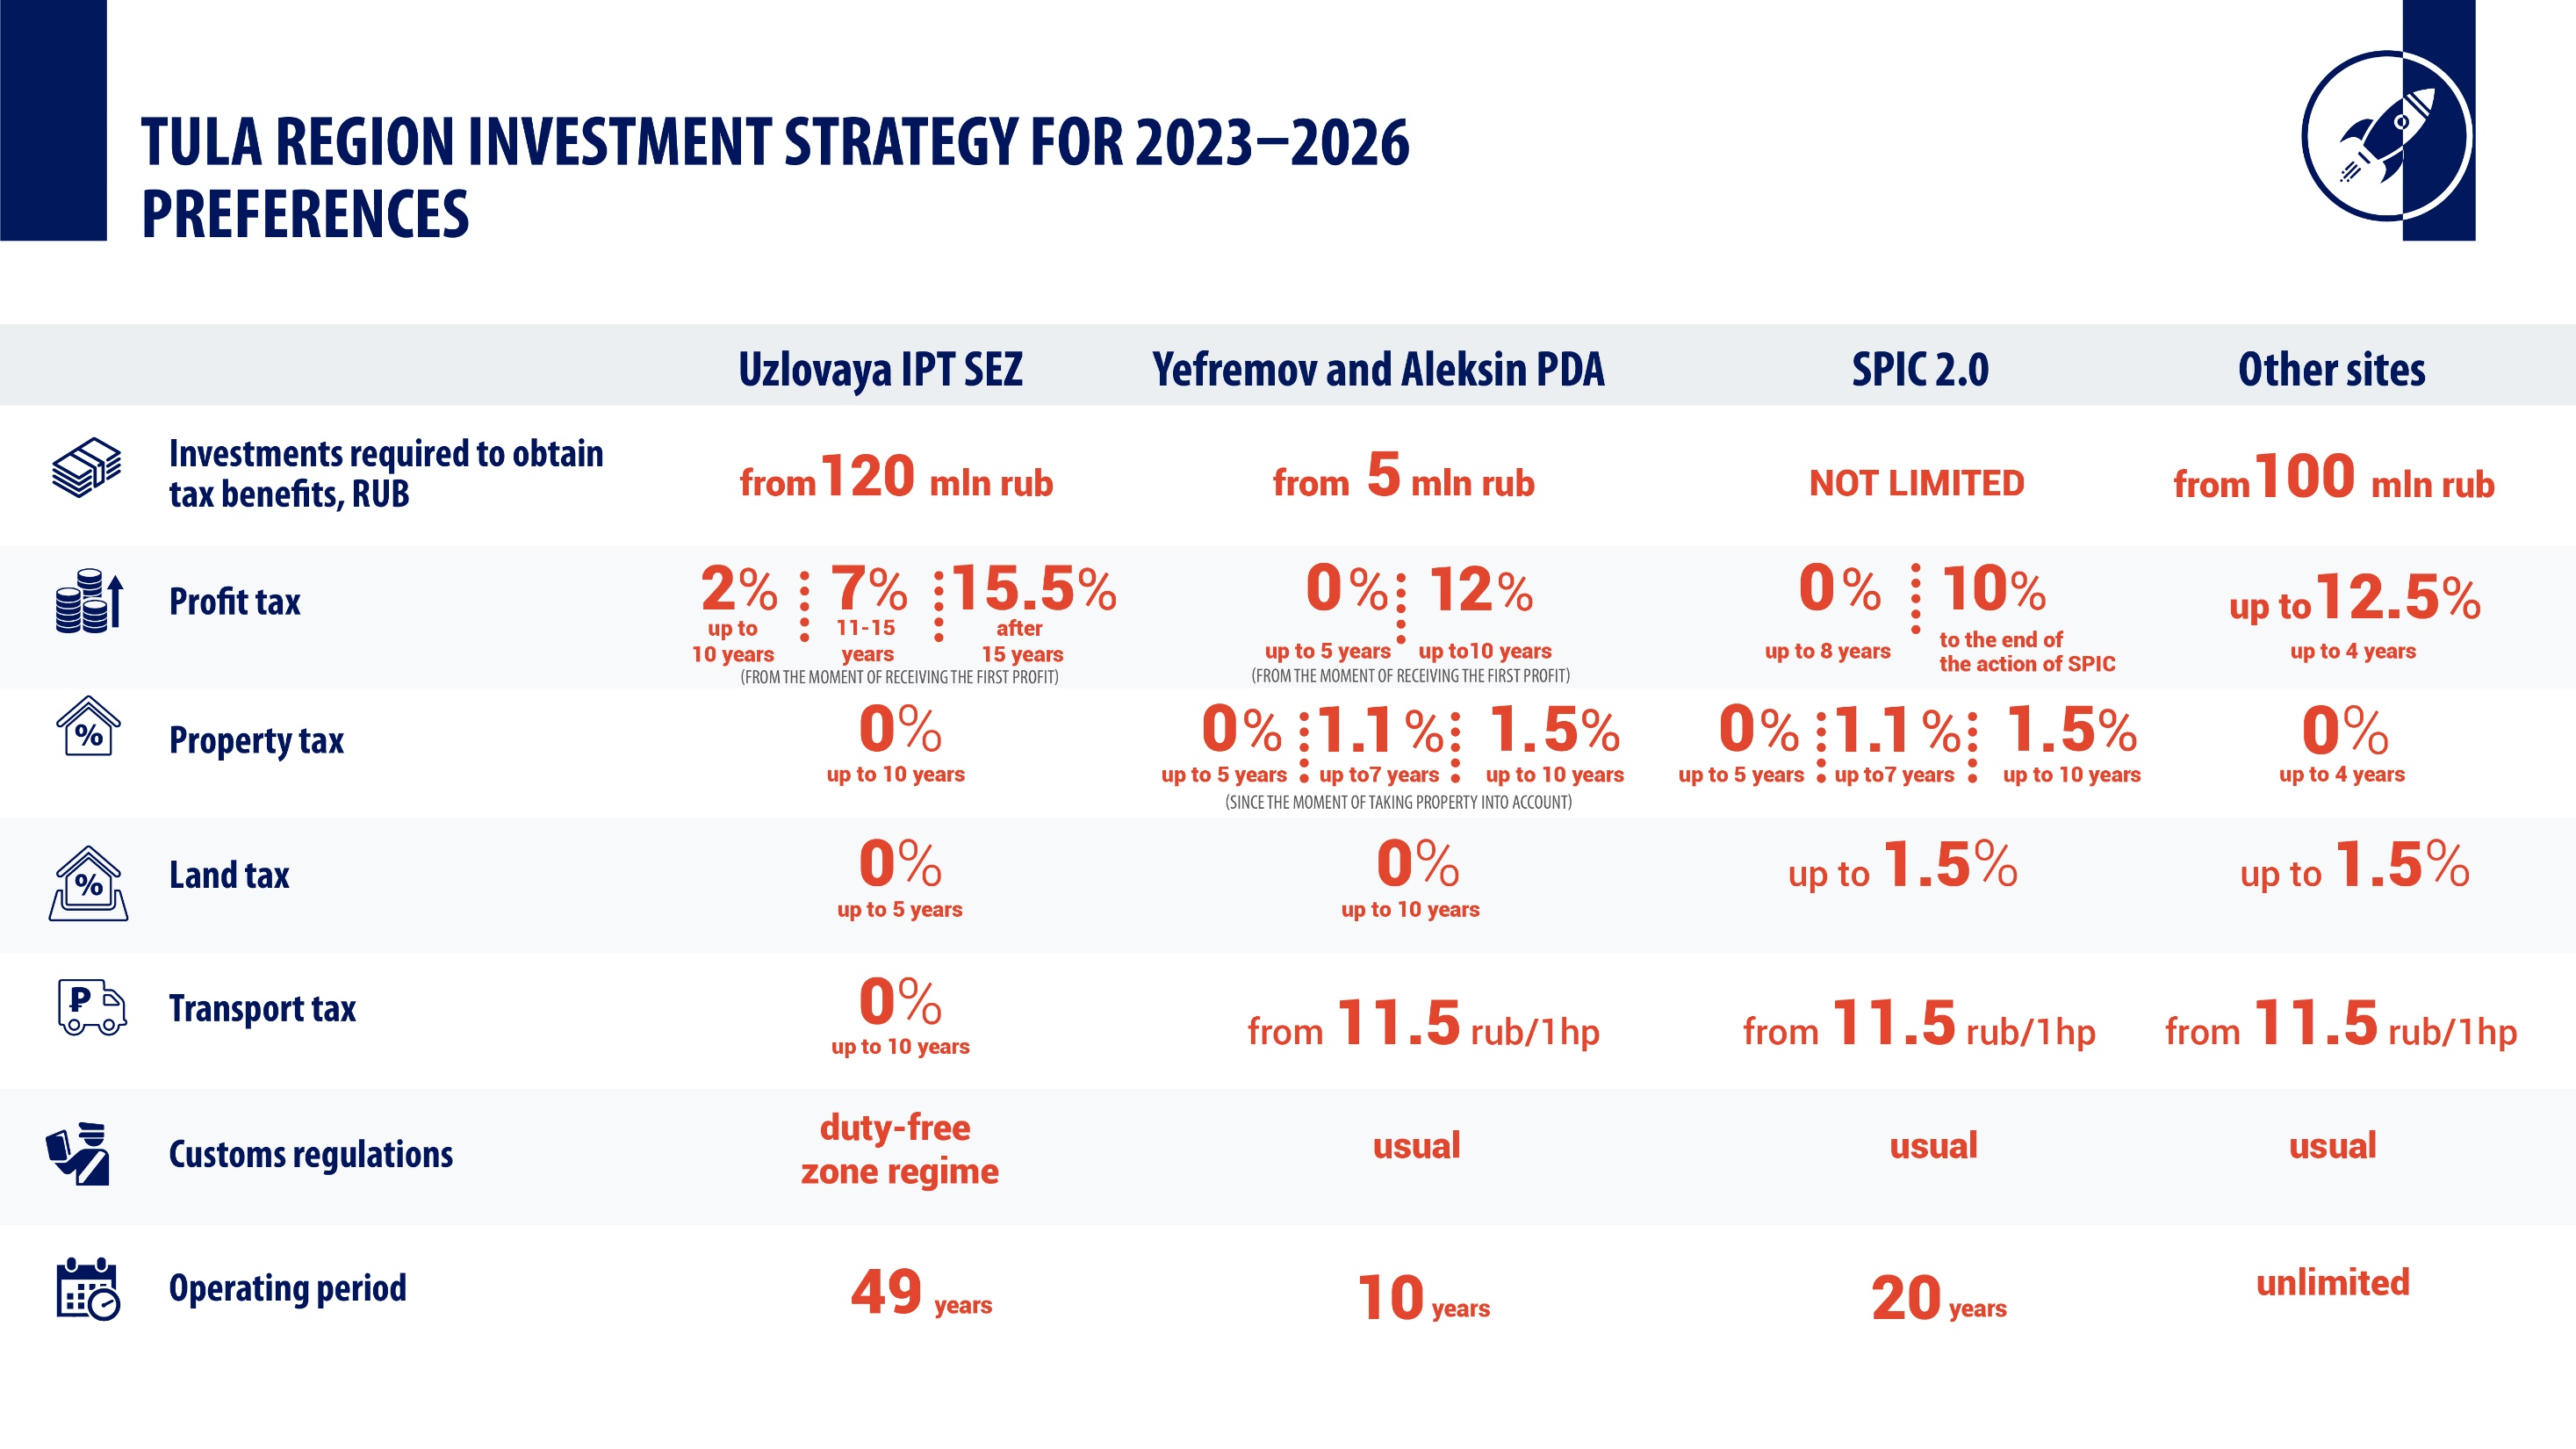 TULA REGION INVESTMENT STRATEGY FOR 2023–2026
PREFERENCES
Uzlovaya IPT SEZ
Yefremov and Aleksin PDA
SPIC 2.0
Other sites
Investments required to obtain
tax benefits, RUB
from 120 mln rub
from 5 mln rub
NOT LIMITED
from 100 mln rub
Profit tax
2% 7% 15.5%
up to 11-15 after
10 years years 15 years
(FROM THE MOMENT OF RECEIVING THE FIRST PROFIT)
0% 12%
up to 5 years up to10 years
(FROM THE MOMENT OF RECEIVING THE FIRST PROFIT)
0% 10%
up to 8 years
to the end of
the action of SPIC
up to 12.5%
up to 4 years
Property tax
%
0%
up to 10 years
0% 1.1% 1.5%
up to 5 years up to7 years up to 10 years
(SINCE THE MOMENT OF TAKING PROPERTY INTO ACCOUNT)
0% 1.1% 1.5%
up to 5 years up to7 years up to 10 years
0%
up to 4 years
%
Land tax
0%
up to 5 years
0%
up to 10 years
up to 1.5%
up to 1.5%
₽
Transport tax
0%
up to 10 years
from 11.5 rub/1hp
from 11.5 rub/1hp
from 11.5 rub/1hp
Customs regulations
duty-free
zone regime
usual
usual
usual
Operating period
49 years
10 years
20 years
unlimited